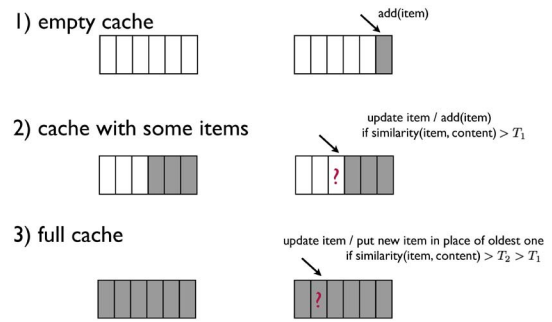 1) empty cache
add(item)
2) cache with some items
update item / add(item)
if similarity(item, content) > T₁
?
3) full cache
update item / put new item in place of oldest one
if similarity(item, content) > T₂ > T₁
?